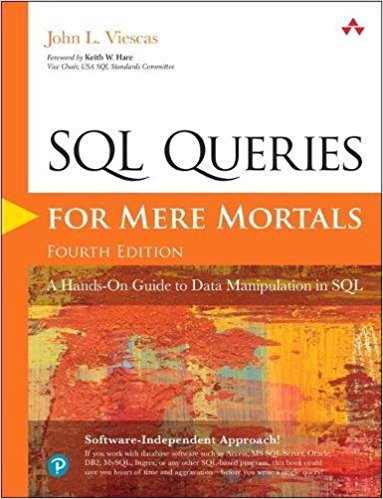 John L. Viescas
Foreword by Keith W. Hare
Vice Chair, USA SQL Standards Committee
SQL QUERIES
FOR MERE MORTALS
FOURTH EDITION
A Hands-On Guide to Data Manipulation in SQL
Software-Independent Approach!
If you work with database software such as Access, MS SQL Server, Oracle,
DB2, MySQL, Ingres, or any other SQL-based program, this book could
save you hours of time and aggravation—before you write a single query!
P